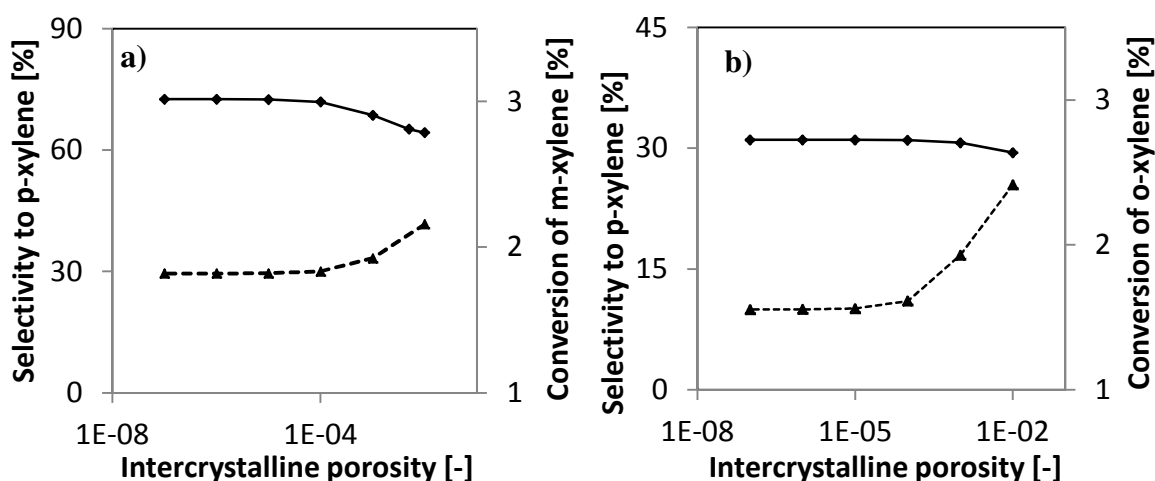 a)
Selectivity to p-xylene [%]
90
60
30
0
3
2
1
Conversion of m-xylene [%]
1E-08
1E-04
Intercrystalline porosity [-]
b)
Selectivity to p-xylene [%]
45
30
15
0
3
2
1
Conversion of o-xylene [%]
1E-08
1E-05
1E-02
Intercrystalline porosity [-]